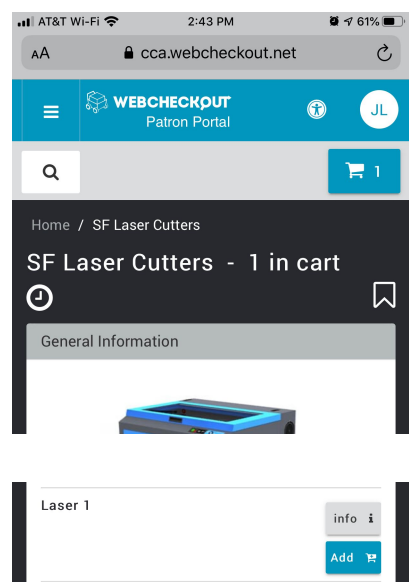 AT&T Wi-Fi 2:43 PM 61%
AA cca.webcheckout.net
WEBCHECKOUT JL
Patron Portal
1
Home / SF Laser Cutters
SF Laser Cutters - 1 in cart
General Information
Laser 1
info i
Add